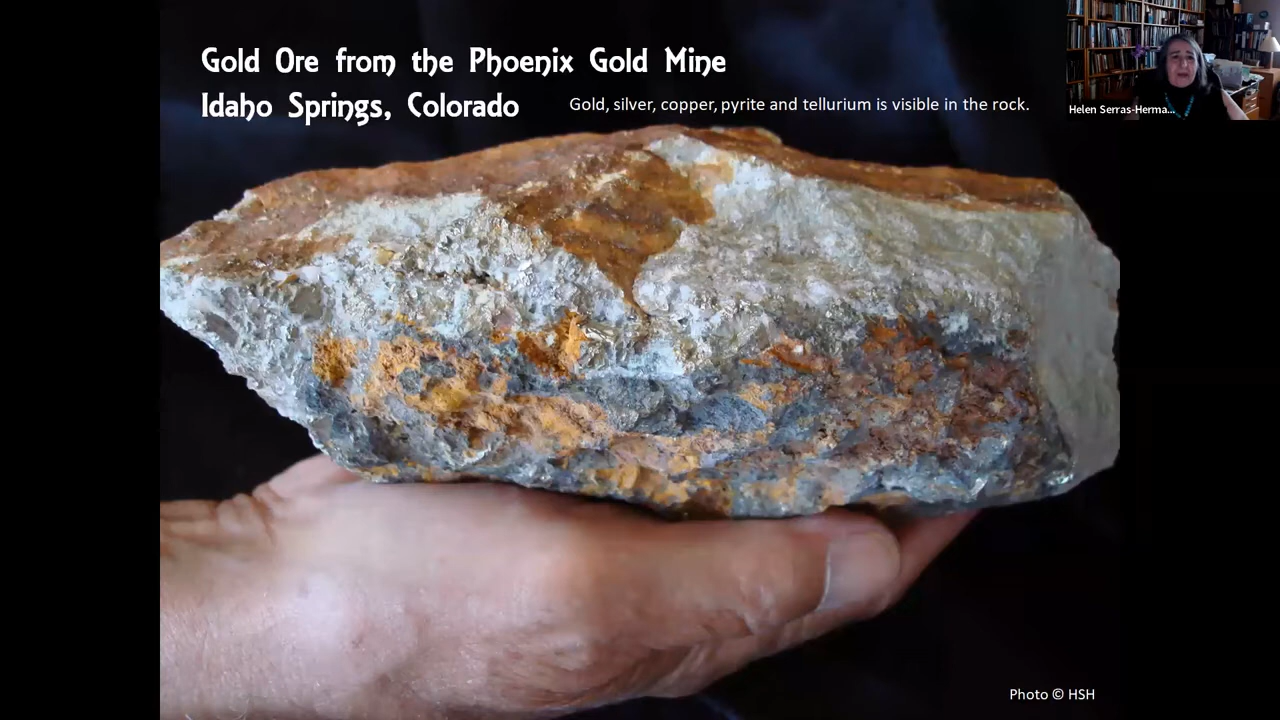 Gold Ore from the Phoenix Gold Mine
Idaho Springs, Colorado
Gold, silver, copper, pyrite and tellurium is visible in the rock.
Helen Serras-Herma...
Photo © HSH